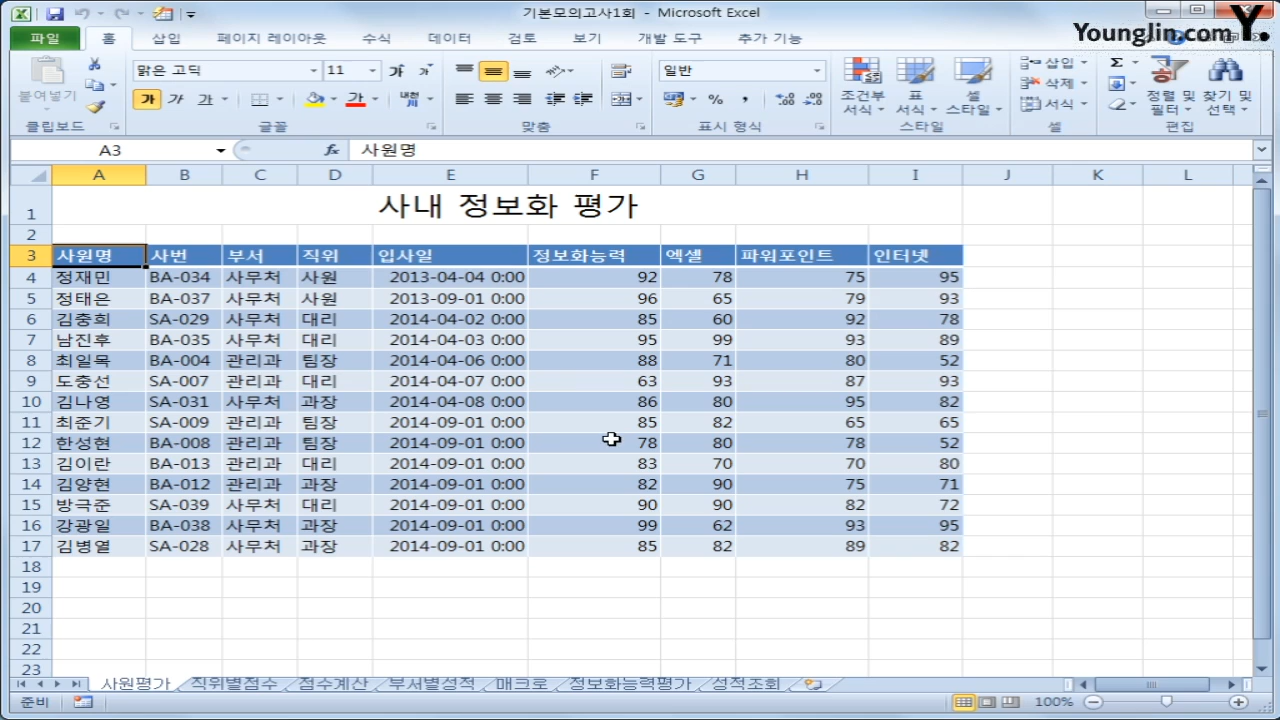 기본모의고사1회 - Microsoft Excel
Younglin.com Y.
파일 홈 삽입 페이지 레이아웃 수식 데이터 검토 보기 개발 도구 추가 기능
맑은 고딕 11 가 가 일반 삽입
붙여넣기 가 가 가 내천 % , 조건부 서식 표 서식 셀 스타일 삭제 서식 정렬 및 필터 찾기 및 선택
클립보드 글꼴 맞춤 표시 형식 스타일 셀 편집
A3 fx 사원명
A B C D E F G H I J K L
1 사내 정보화 평가
2
3 사원명 사번 부서 직위 입사일 정보화능력 엑셀 파워포인트 인터넷
4 정재민 BA-034 사무처 사원 2013-04-04 0:00 92 78 75 95
5 정태은 BA-037 사무처 사원 2013-09-01 0:00 96 65 79 93
6 김충희 SA-029 사무처 대리 2014-04-02 0:00 85 60 92 78
7 남진후 BA-035 사무처 대리 2014-04-03 0:00 95 99 93 89
8 최일목 BA-004 관리과 팀장 2014-04-06 0:00 88 71 80 52
9 도충선 SA-007 관리과 대리 2014-04-07 0:00 63 93 87 93
10 김나영 SA-031 사무처 과장 2014-04-08 0:00 86 80 95 82
11 최준기 SA-009 관리과 팀장 2014-09-01 0:00 85 82 65 65
12 한성현 BA-008 관리과 팀장 2014-09-01 0:00 78 80 78 52
13 김이란 BA-013 관리과 대리 2014-09-01 0:00 83 70 70 80
14 김양현 BA-012 관리과 과장 2014-09-01 0:00 82 90 75 71
15 방극준 SA-039 사무처 대리 2014-09-01 0:00 90 90 82 72
16 강광일 BA-038 사무처 과장 2014-09-01 0:00 99 62 93 95
17 김병열 SA-028 사무처 과장 2014-09-01 0:00 85 82 89 82
18
19
20
21
22
23
사원평가 직위별점수 점수계산 부서별성적 매크로 정보화능력평가 성적조회
준비 100%